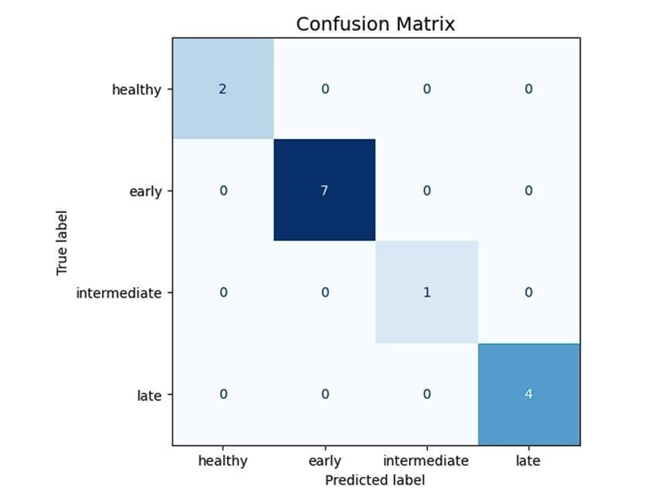 Confusion Matrix
healthy 2 0 0 0
early 0 7 0 0
intermediate 0 0 1 0
late 0 0 0 4
True label
healthy early intermediate late
Predicted label